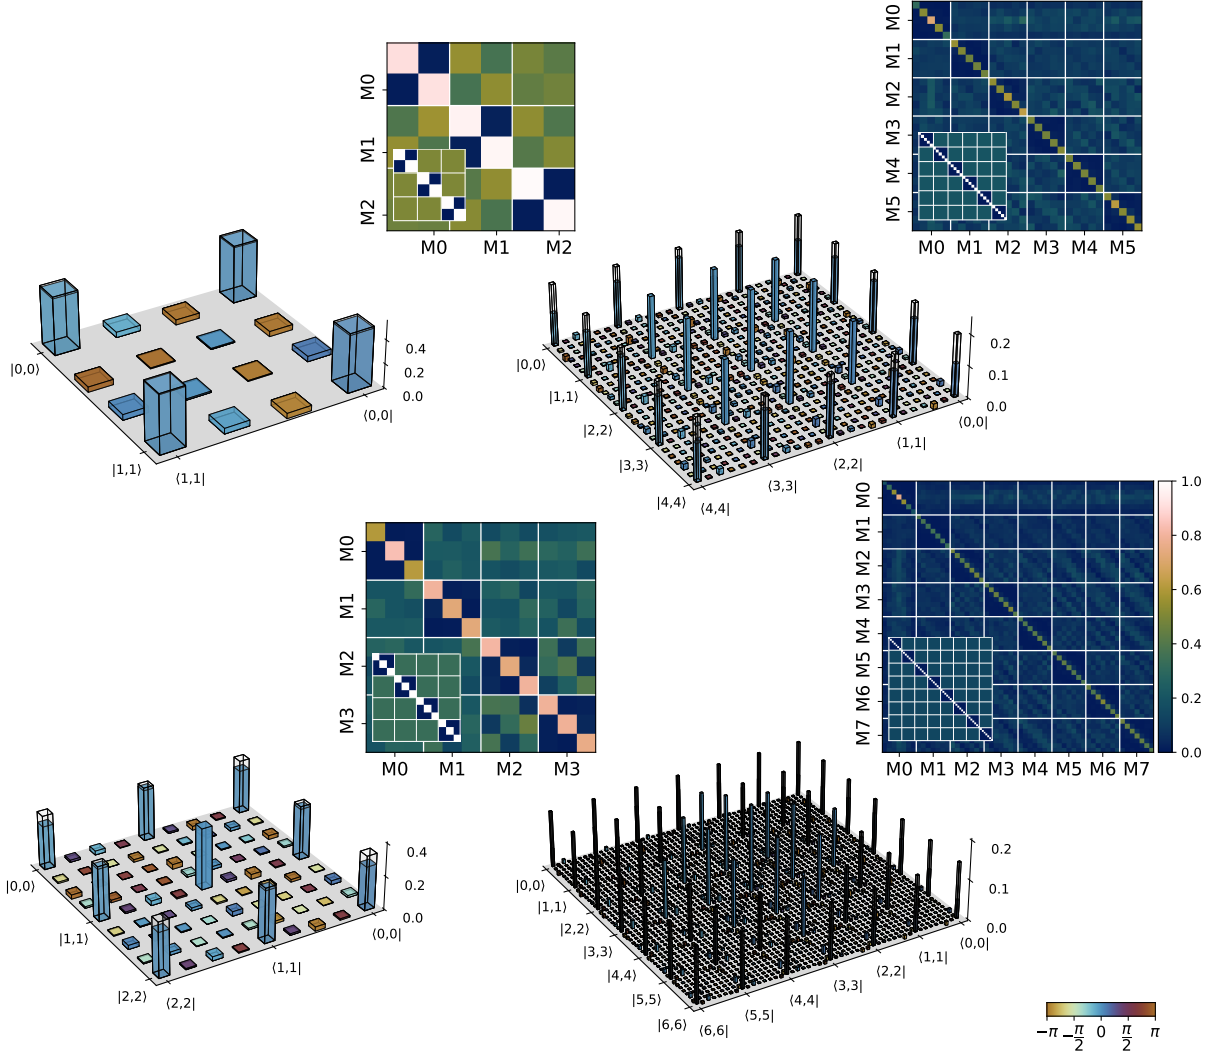 M0
M1
M2
M0 M1 M2
M0
M1
M2
M3
M4
M5
M0 M1 M2 M3 M4 M5
|0,0⟩
|1,1⟩
⟨1,1|
⟨0,0|
0.4
0.2
0.0
|0,0⟩
|1,1⟩
|2,2⟩
|3,3⟩
|4,4⟩
⟨4,4|
⟨3,3|
⟨2,2|
⟨1,1|
⟨0,0|
0.2
0.1
0.0
M0
M1
M2
M3
M0 M1 M2 M3
M0
M1
M2
M3
M4
M5
M6
M7
M0 M1 M2 M3 M4 M5 M6 M7
1.0
0.8
0.6
0.4
0.2
0.0
|0,0⟩
|1,1⟩
|2,2⟩
⟨2,2|
⟨1,1|
⟨0,0|
0.4
0.2
0.0
|0,0⟩
|1,1⟩
|2,2⟩
|3,3⟩
|4,4⟩
|5,5⟩
|6,6⟩
⟨6,6|
⟨5,5|
⟨4,4|
⟨3,3|
⟨2,2|
⟨1,1|
⟨0,0|
0.2
0.1
0.0
−π −π/2 0 π/2 π